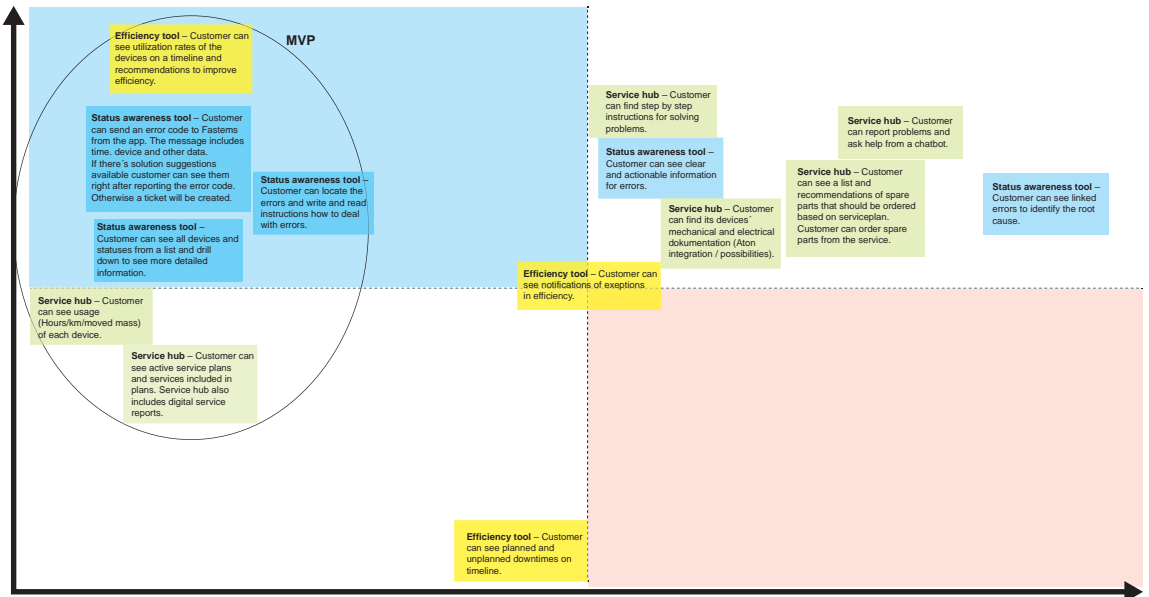 MVP
Efficiency tool – Customer can
see utilization rates of the
devices on a timeline and
recommendations to improve
efficiency.
Status awareness tool – Customer
can send an error code to Fastems
from the app. The message includes
time. device and other data.
If there´s solution suggestions
available customer can see them
right after reporting the error code.
Otherwise a ticket will be created.
Status awareness tool –
Customer can locate the
errors and write and read
instructions how to deal
with errors.
Status awareness tool –
Customer can see all devices and
statuses from a list and drill
down to see more detailed
information.
Service hub – Customer
can see usage
(Hours/km/moved mass)
of each device.
Service hub – Customer can
see active service plans
and services included in
plans. Service hub also
includes digital service
reports.
Service hub – Customer
can find step by step
instructions for solving
problems.
Status awareness tool –
Customer can see clear
and actionable information
for errors.
Service hub – Customer
can find its devices´
mechanical and electrical
dokumentation (Aton
integration / possibilities).
Efficiency tool – Customer can
see notifications of exeptions
in efficiency.
Service hub – Customer
can report problems and
ask help from a chatbot.
Service hub – Customer
can see a list and
recommendations of spare
parts that should be ordered
based on serviceplan.
Customer can order spare
parts from the service.
Status awareness tool –
Customer can see linked
errors to identify the root
cause.
Efficiency tool – Customer
can see planned and
unplanned downtimes on
timeline.